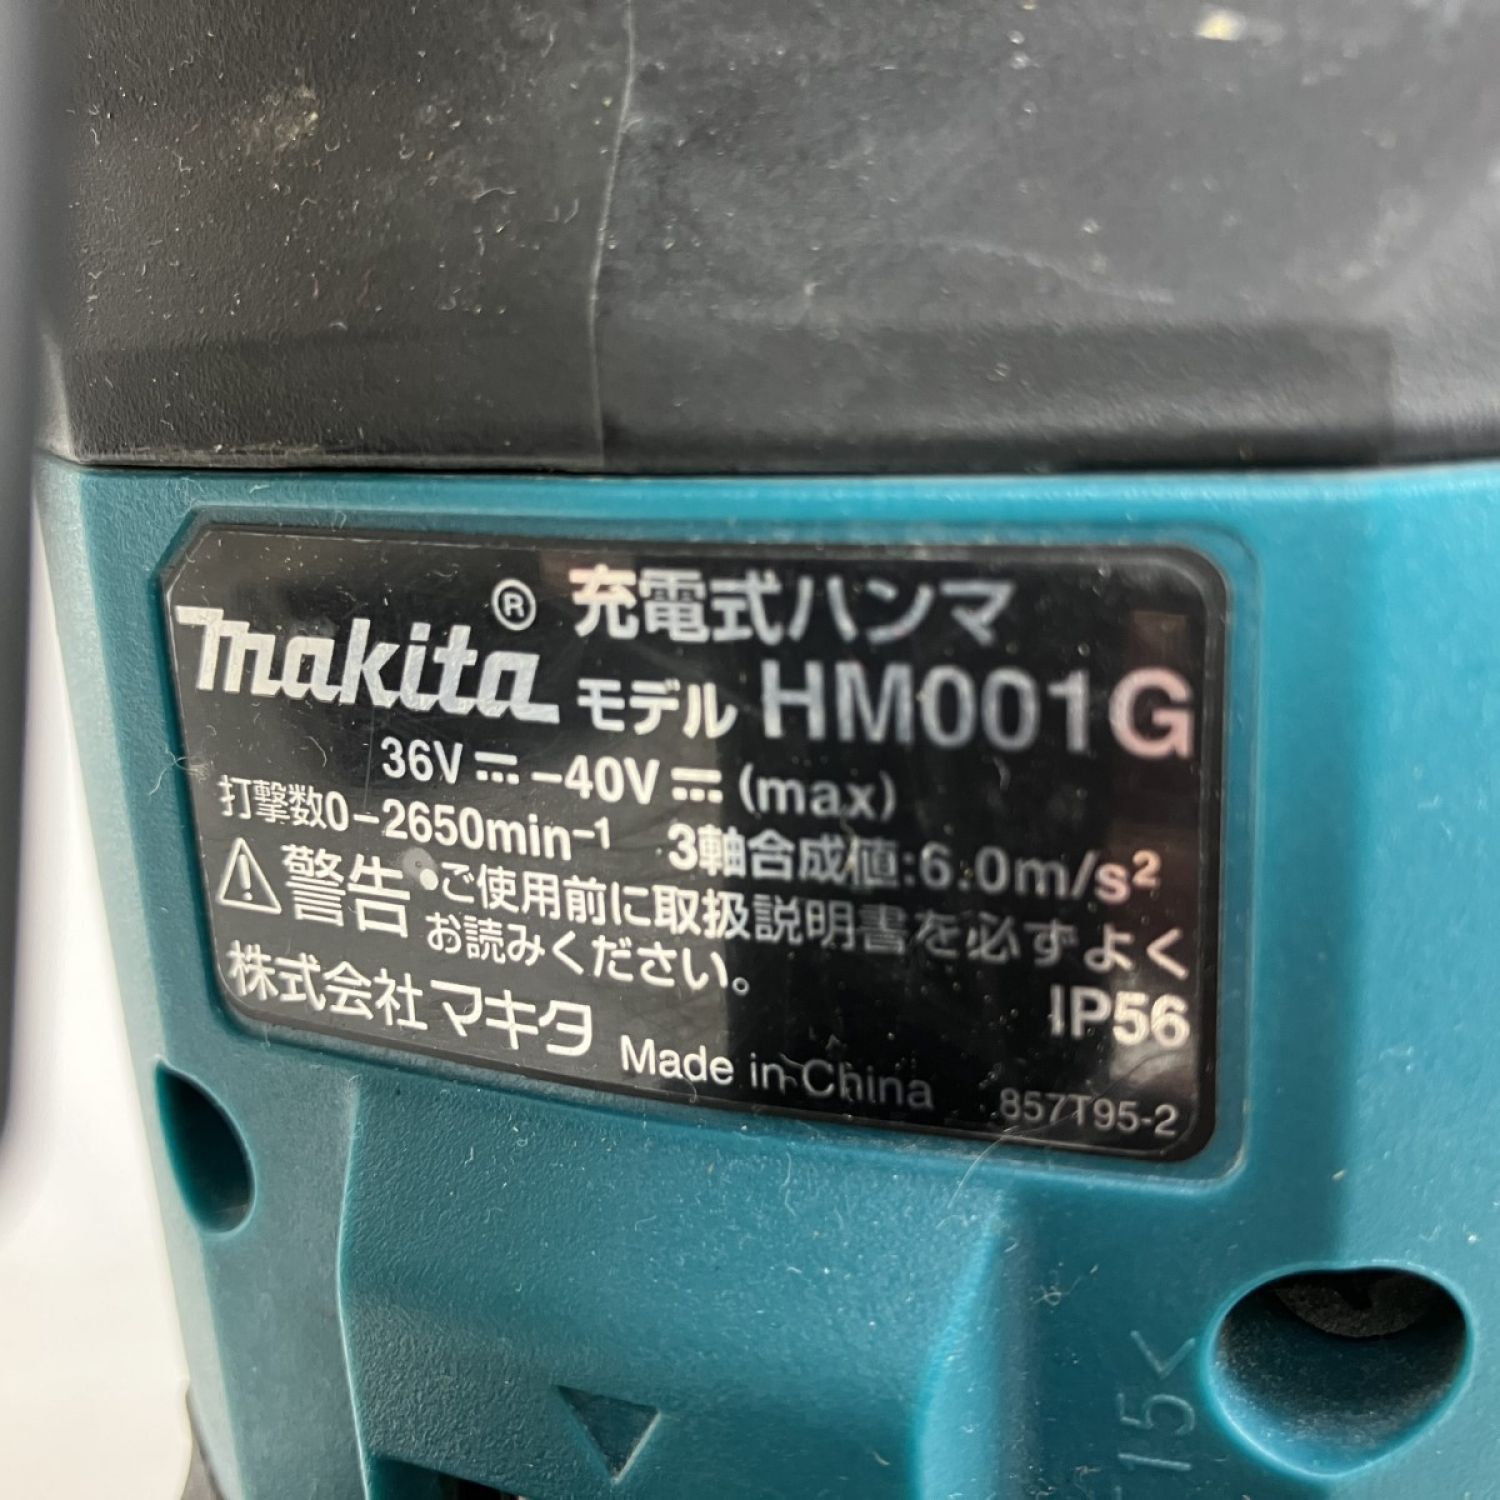 makita® 充電式ハンマ
モデル HM001G
36V⎓-40V⎓(max)
打撃数0-2650min-1 3軸合成値:6.0m/s²
⚠警告 •ご使用前に取扱説明書を必ずよく
お読みください。
株式会社マキタ Made in China IP56
857T95-2
15<